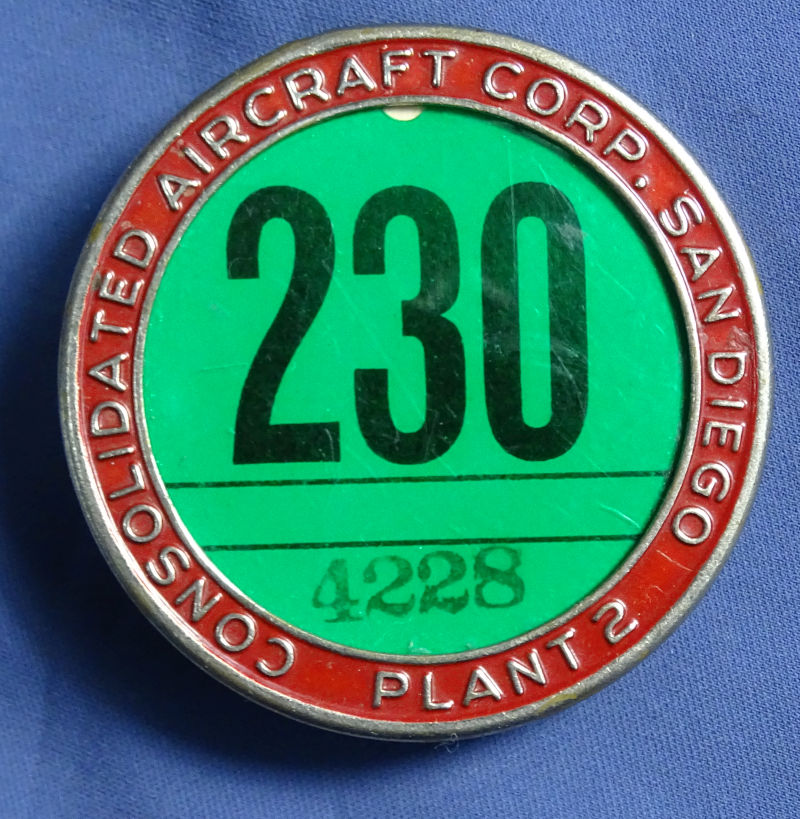 CONSOLIDATED AIRCRAFT CORP. SAN DIEGO
230
4228
PLANT 2